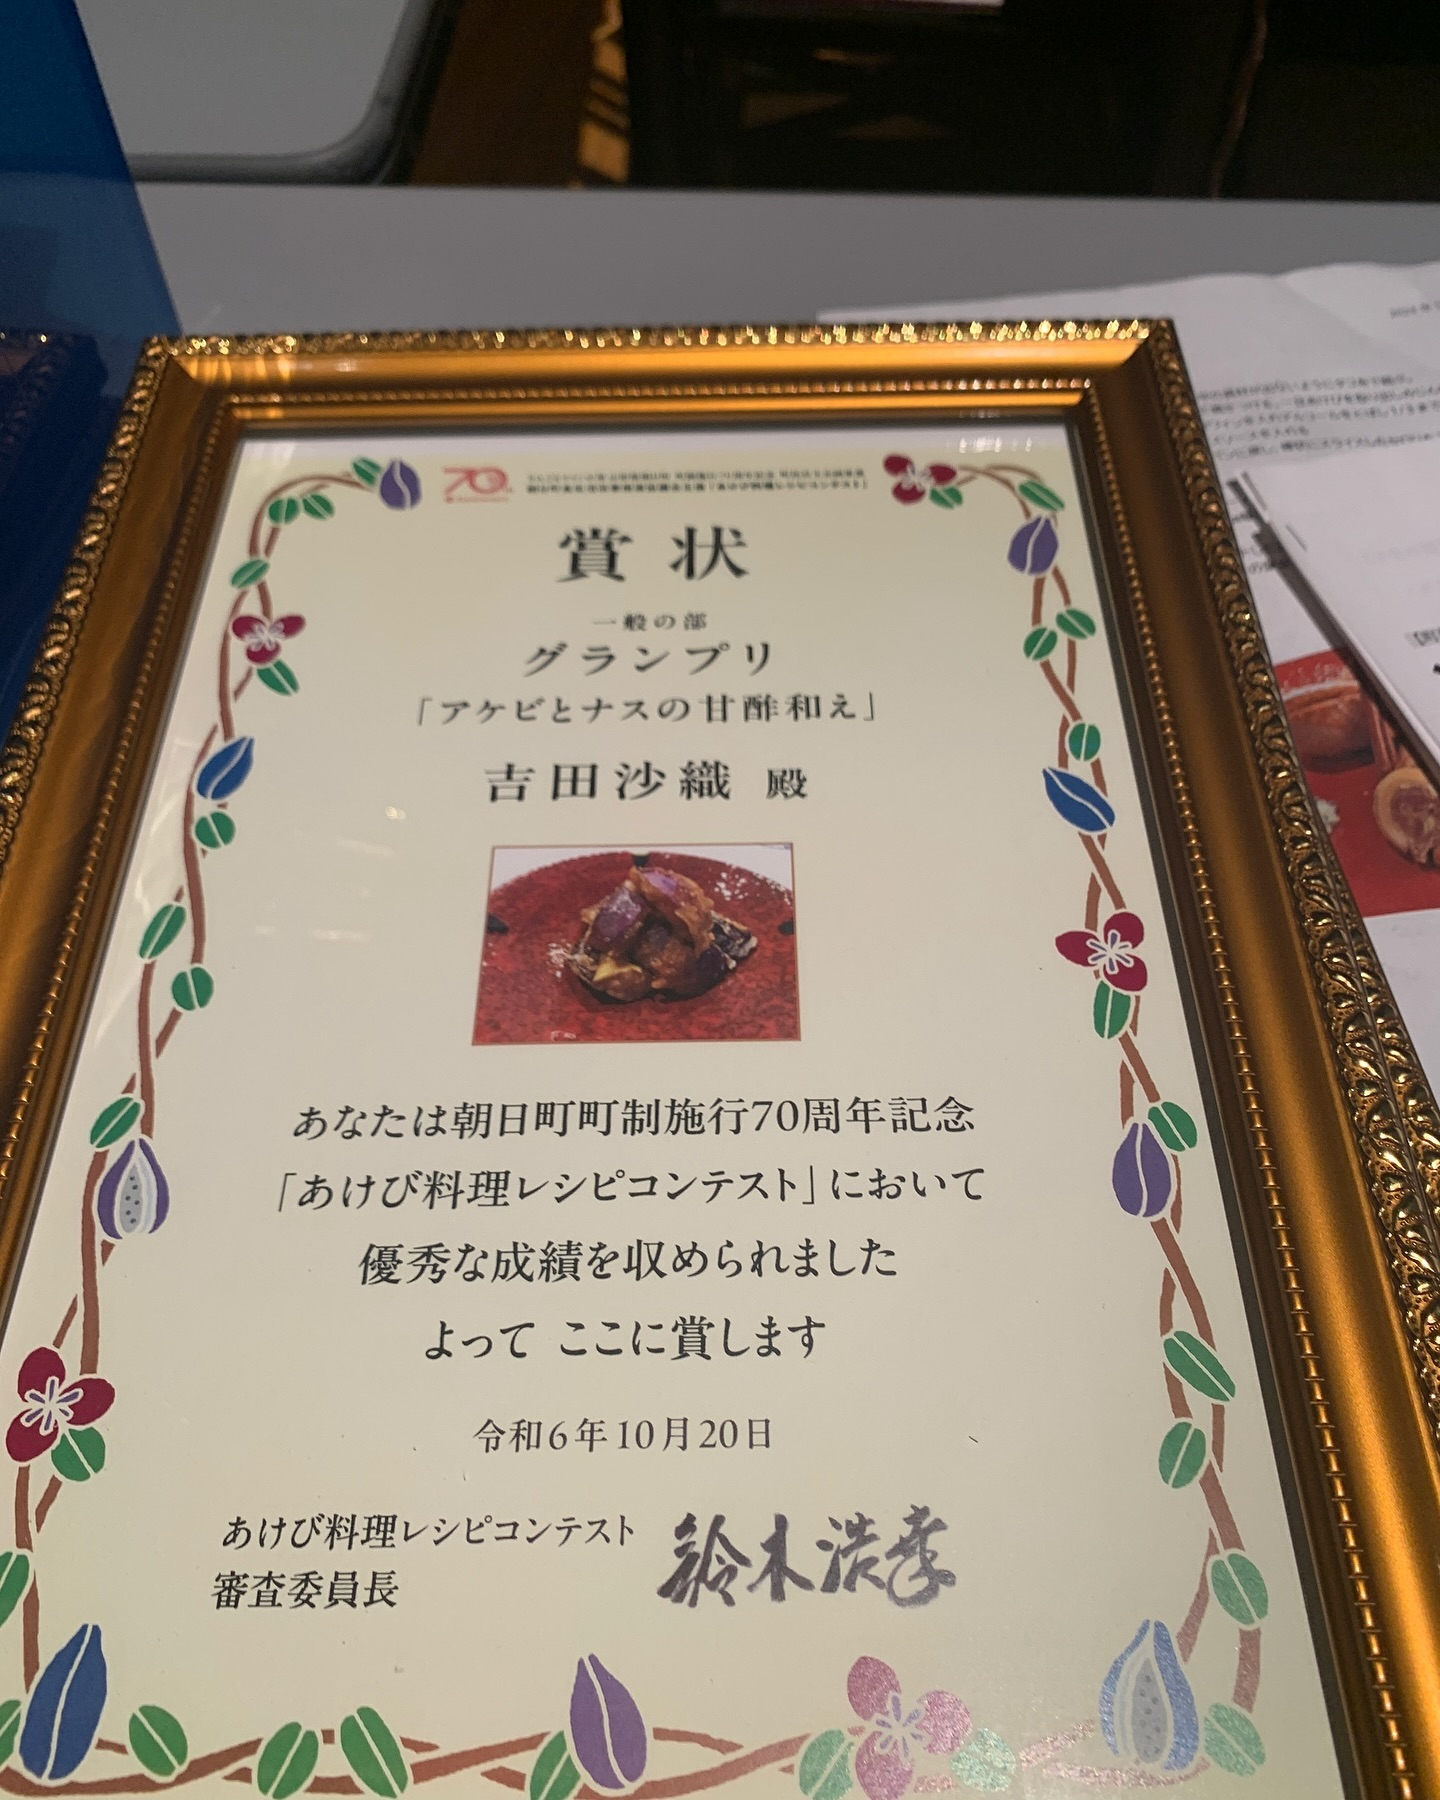 70
賞状
一般の部
グランプリ
「アケビとナスの甘酢和え」
吉田沙織 殿
あなたは朝日町町制施行70周年記念
「あけび料理レシピコンテスト」において
優秀な成績を収められました
よって ここに賞します
令和6年10月20日
あけび料理レシピコンテスト
審査委員長
鈴木浩幸